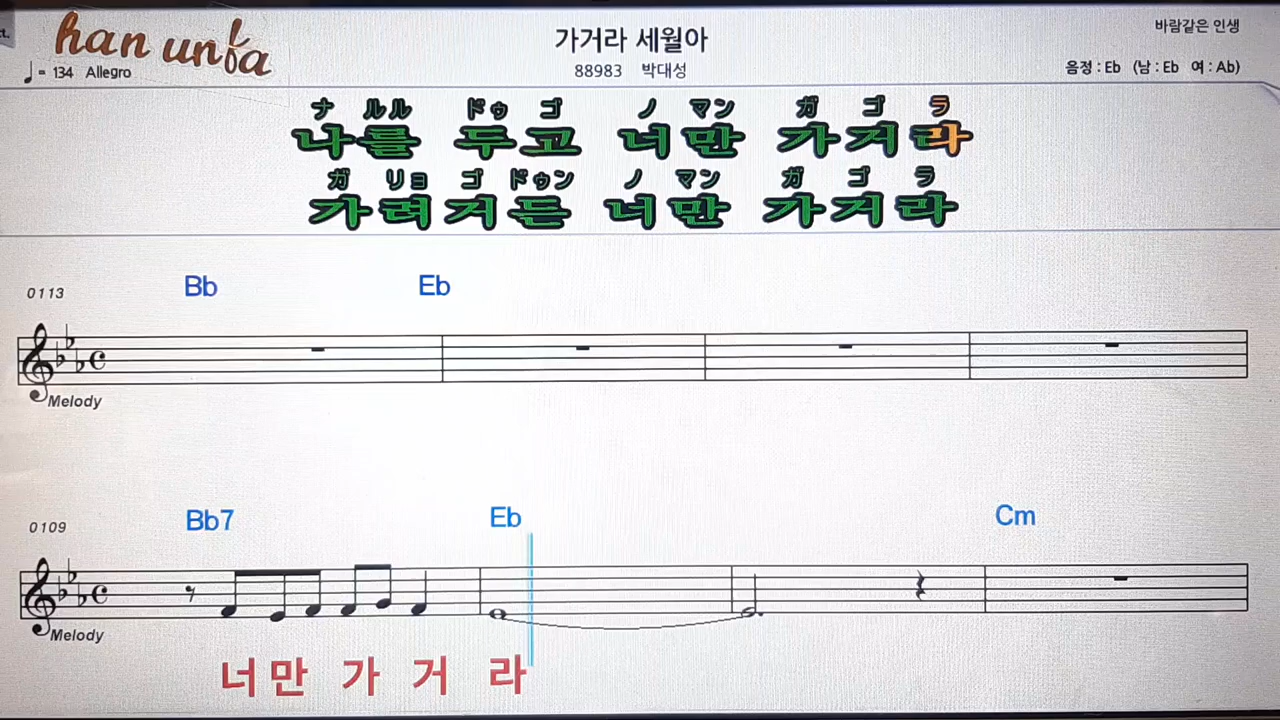 ct.
han un L ba
가거라 세월아
바람같은 인생
♩= 134 Allegro
88983 박대성
음정 : Eb (남 : Eb 여 : Ab)
ナ ルル ドゥ ゴ ノ マン ガ ゴ ラ
나를 두고 너만 가거라
ガ リョ ゴ ドゥン ノ マン ガ ゴ ラ
가려거든 너만 가거라
0113 Bb Eb
Melody
0109 Bb7 Eb Cm
Melody
너만 가 거 라